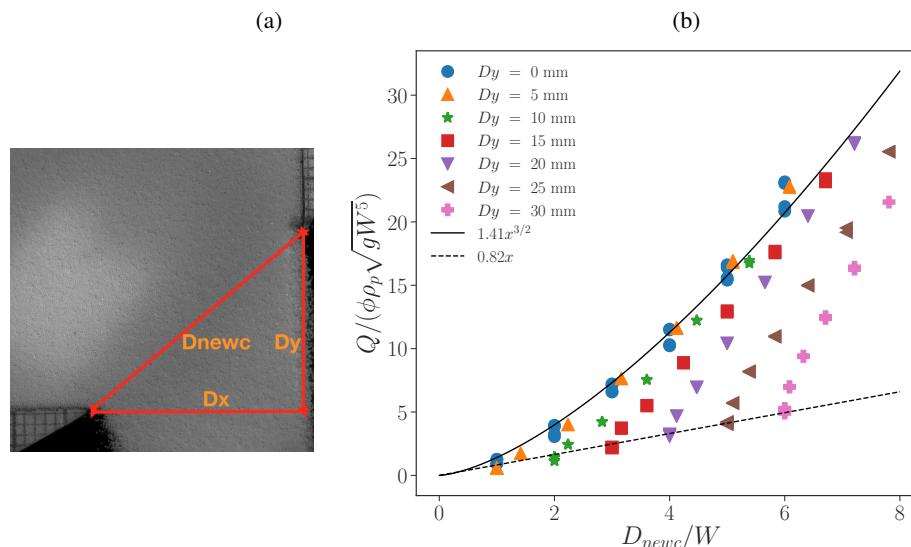 (a)
(b)
Dnewc
Dy
Dx
Dy = 0 mm
Dy = 5 mm
Dy = 10 mm
Dy = 15 mm
Dy = 20 mm
Dy = 25 mm
Dy = 30 mm
1.41x^{3/2}
0.82x
Q/(ϕρ_p√gW^5)
30
25
20
15
10
5
0
0 2 4 6 8
D_{newc}/W